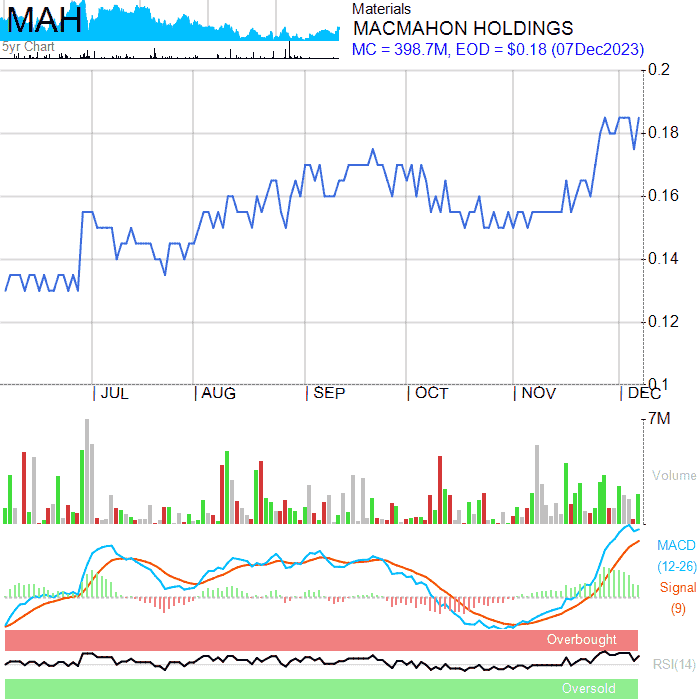 MAH
5yr Chart
Materials
MACMAHON HOLDINGS
MC = 398.7M, EOD = $0.18 (07Dec2023)
0.2
0.18
0.16
0.14
0.12
0.1
JUL AUG SEP OCT NOV DEC
7M
Volume
MACD
(12-26)
Signal
(9)
Overbought
RSI(14)
Oversold